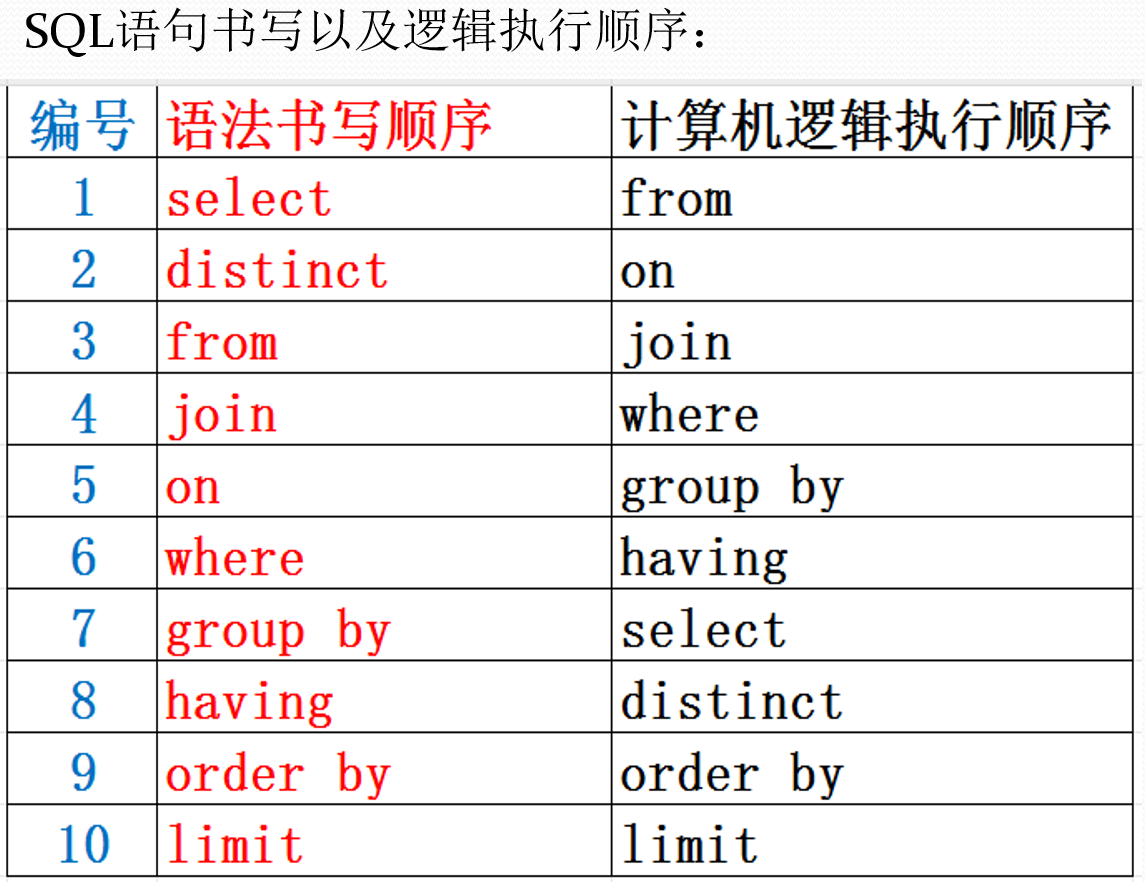 SQL语句书写以及逻辑执行顺序：
编号 语法书写顺序 计算机逻辑执行顺序
1 select from
2 distinct on
3 from join
4 join where
5 on group by
6 where having
7 group by select
8 having distinct
9 order by order by
10 limit limit